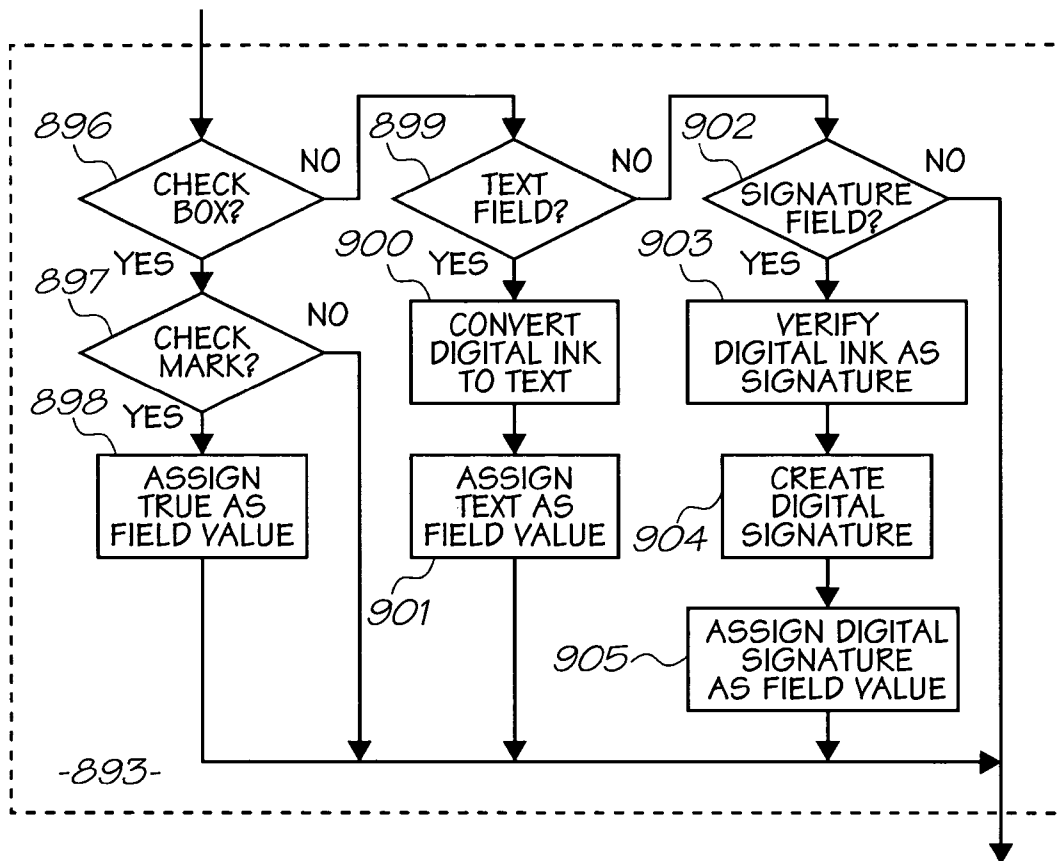 896
CHECK
BOX?
NO
YES
897
CHECK
MARK?
NO
YES
898
ASSIGN
TRUE AS
FIELD VALUE
899
TEXT
FIELD?
NO
YES
900
CONVERT
DIGITAL INK
TO TEXT
ASSIGN
TEXT AS
FIELD VALUE
901
902
SIGNATURE
FIELD?
NO
YES
903
VERIFY
DIGITAL INK AS
SIGNATURE
CREATE
DIGITAL
SIGNATURE
904
ASSIGN DIGITAL
SIGNATURE
AS FIELD VALUE
905
-893-